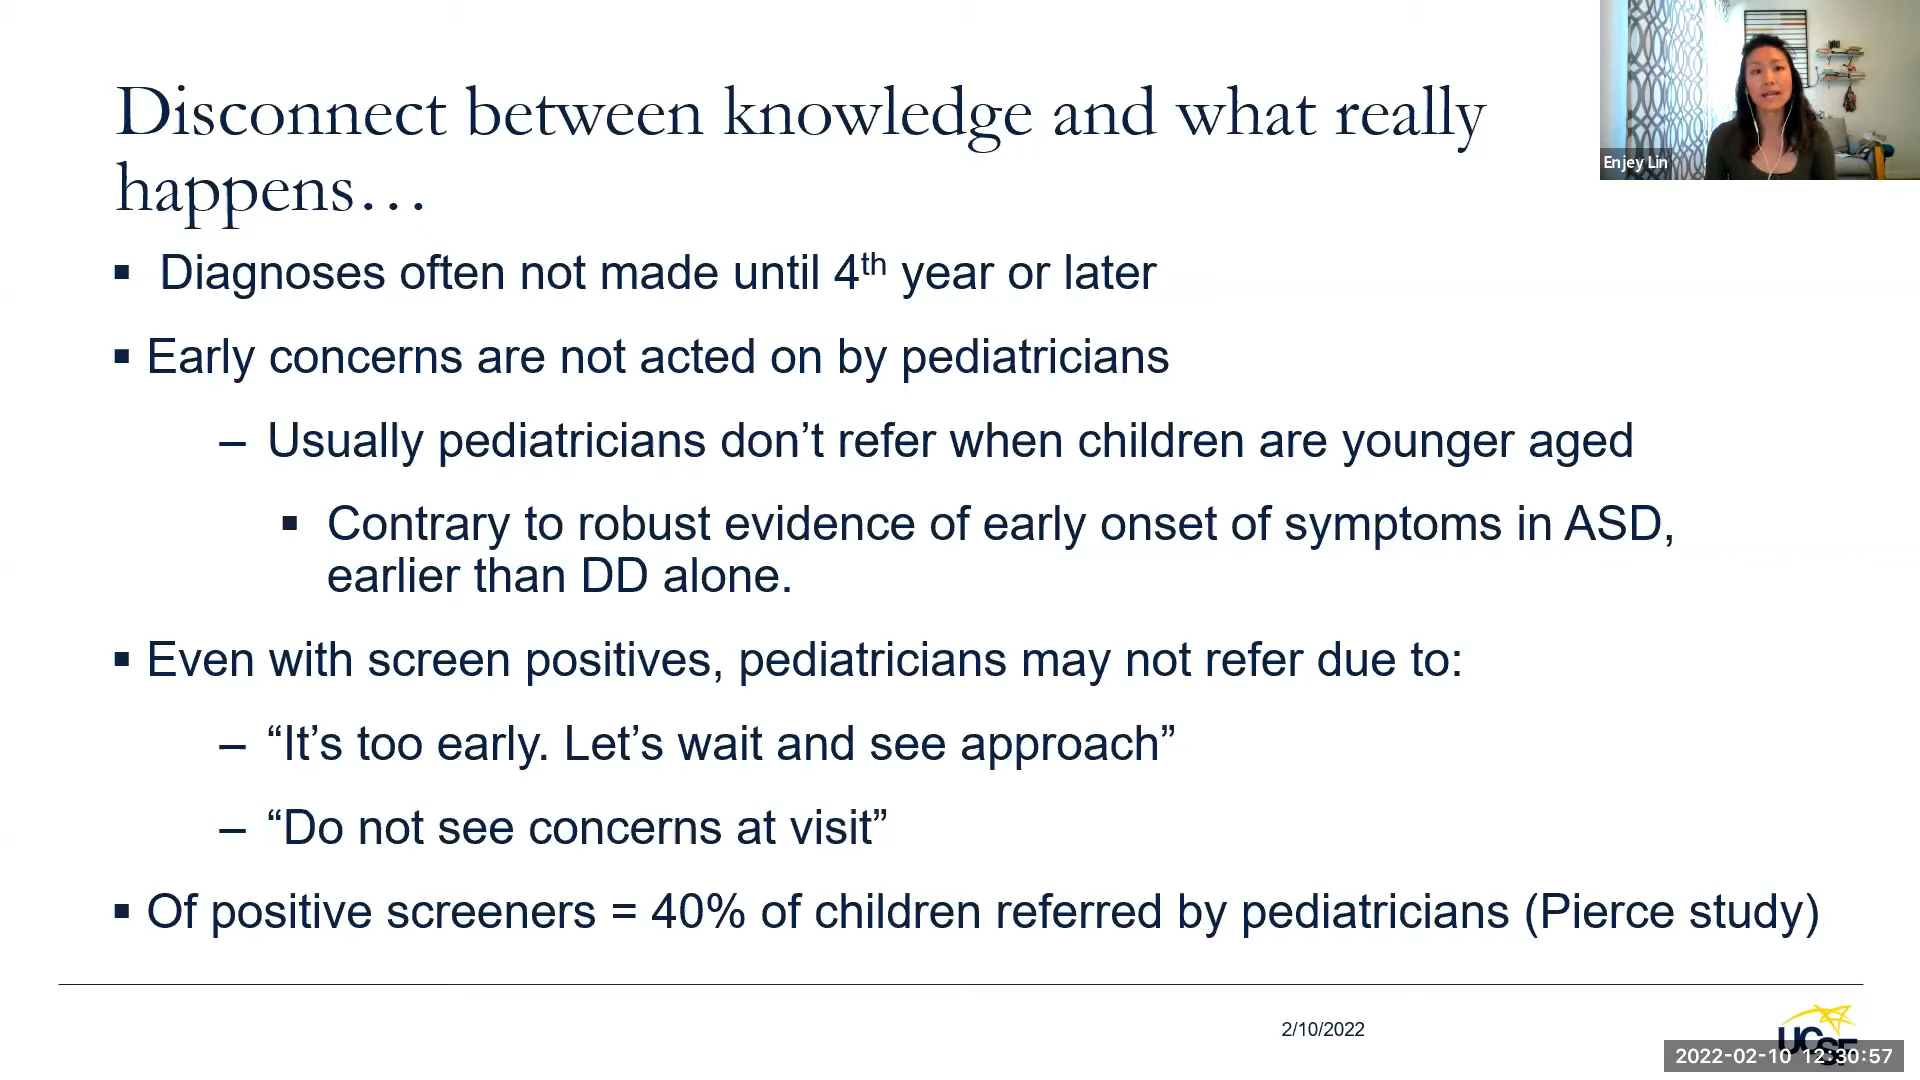 Disconnect between knowledge and what really
happens…
▪ Diagnoses often not made until 4th year or later
▪ Early concerns are not acted on by pediatricians
– Usually pediatricians don’t refer when children are younger aged
▪ Contrary to robust evidence of early onset of symptoms in ASD,
earlier than DD alone.
▪ Even with screen positives, pediatricians may not refer due to:
– “It’s too early. Let’s wait and see approach”
– “Do not see concerns at visit”
▪ Of positive screeners = 40% of children referred by pediatricians (Pierce study)
Enjey Lin
2/10/2022
UCSF
2022-02-10 12:30:57